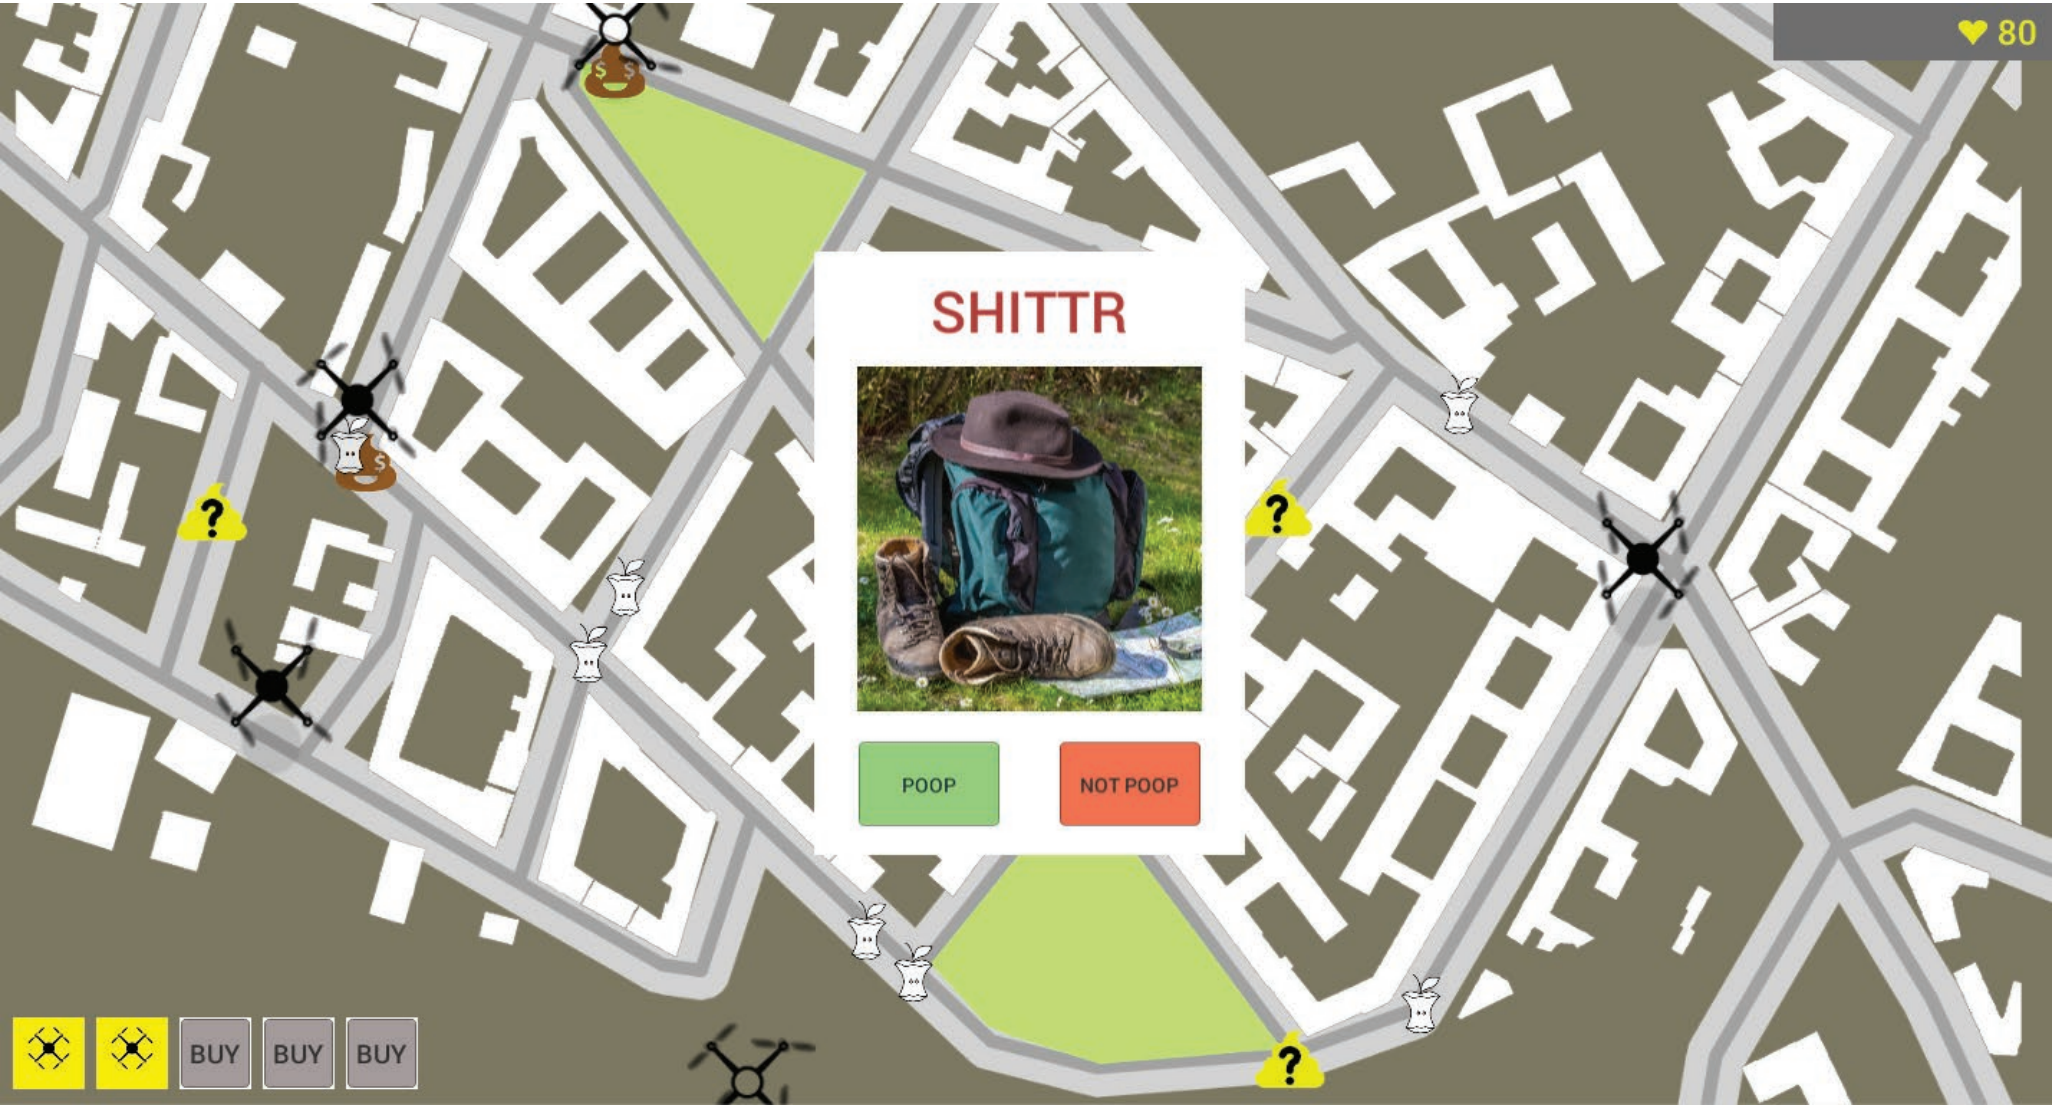 ♥ 80
$ $
SHITTR
$
?
?
POOP NOT POOP
?
BUY BUY BUY